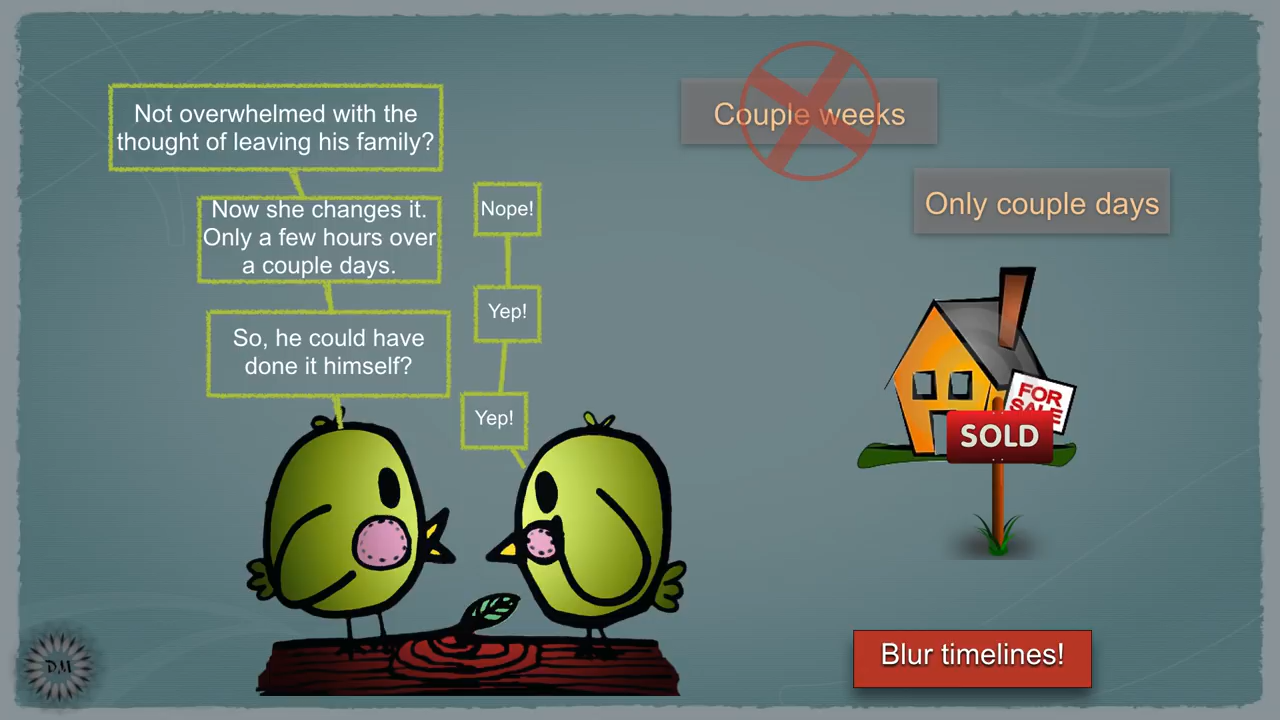 Not overwhelmed with the
thought of leaving his family?
Now she changes it.
Only a few hours over
a couple days.
So, he could have
done it himself?
Nope!
Yep!
Yep!
Couple weeks
Only couple days
FOR
SALE
SOLD
Blur timelines!
DM